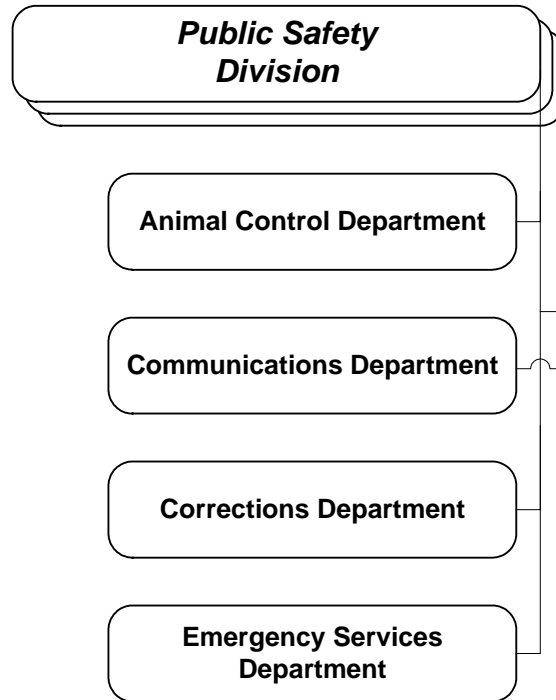 Public Safety
Division
Animal Control Department
Communications Department
Corrections Department
Emergency Services
Department